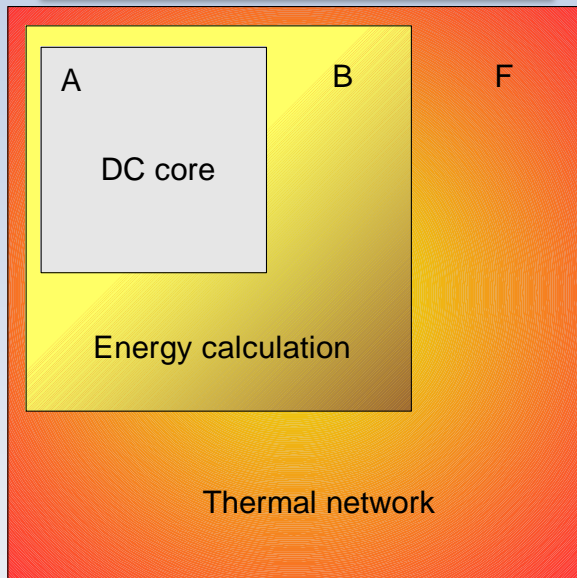 A
B
F
DC core
Energy calculation
Thermal network